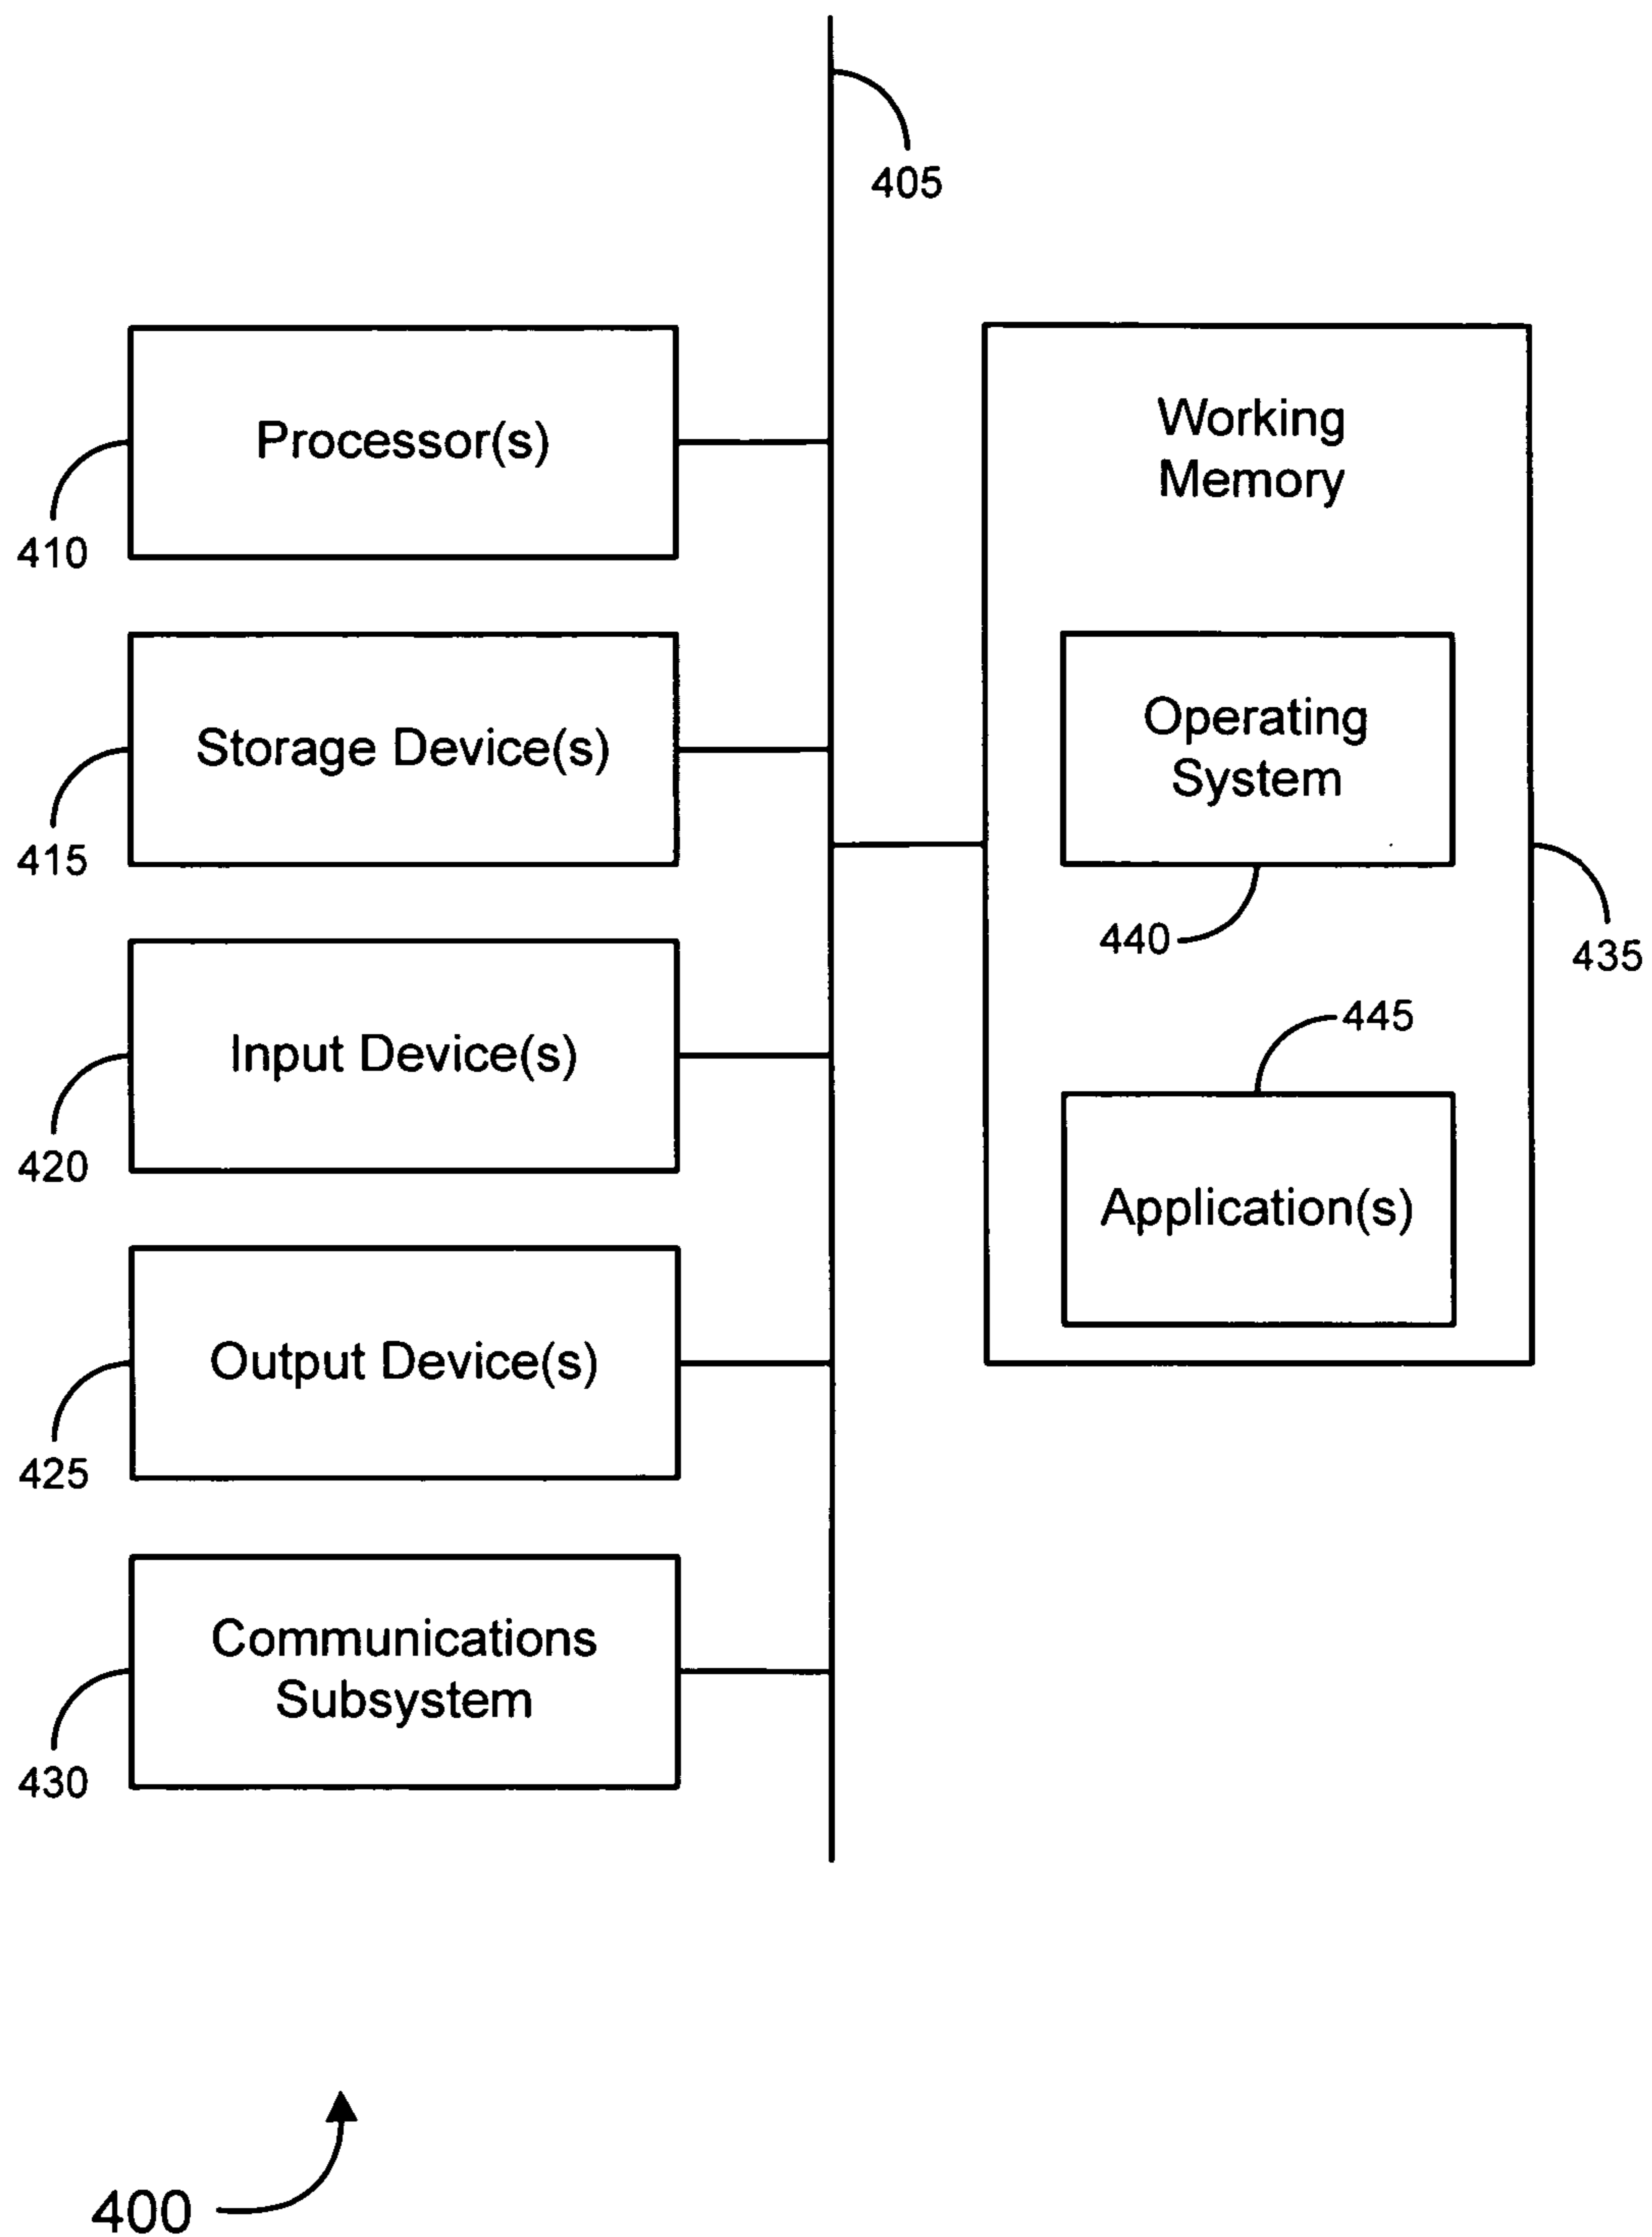 405
Processor(s)
410
Storage Device(s)
415
Input Device(s)
420
Output Device(s)
425
Communications
Subsystem
430
Working
Memory
Operating
System
440
435
445
Application(s)
400